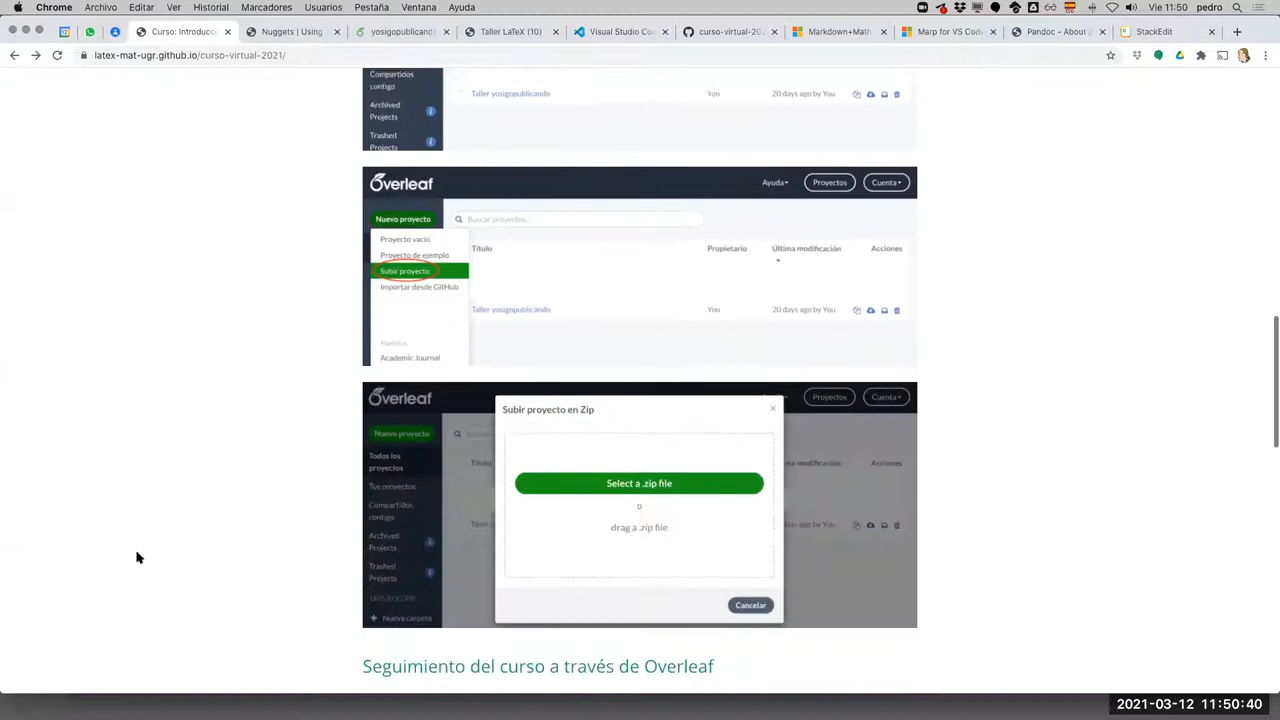 Chrome Archivo Editar Ver Historial Marcadores Usuarios Pestaña Ventana Ayuda
Vie 11:50 pedro
Curso: Introducc
Nuggets | Using
yosigopublicand
Taller LaTeX (10)
Visual Studio Co
curso-virtual-202
Markdown+Math
Marp for VS Code
Pandoc - About
StackEdit
latex-mat-ugr.github.io/curso-virtual-2021/
Compartidos
contigo
Taller yosigopublicando You 20 days ago by You
Archived
Projects
Trashed
Projects
Overleaf Ayuda Proyectos Cuenta
Nuevo proyecto Buscar proyectos...
Proyecto vacío
Título Propietario Última modificación Acciones
Proyecto de ejemplo
Subir proyecto
Importar desde GitHub
Taller yosigopublicando You 20 days ago by You
Plantillas
Academic Journal
Overleaf Proyectos Cuenta
Subir proyecto en Zip
Nuevo proyecto
Todos los
proyectos
Título modificación Acciones
Select a .zip file
Tus proyectos
o
Compartidos
contigo
drag a .zip file
Archived
Projects
Trashed
Projects
Cancelar
Nueva carpeta
Seguimiento del curso a través de Overleaf
2021-03-12 11:50:40